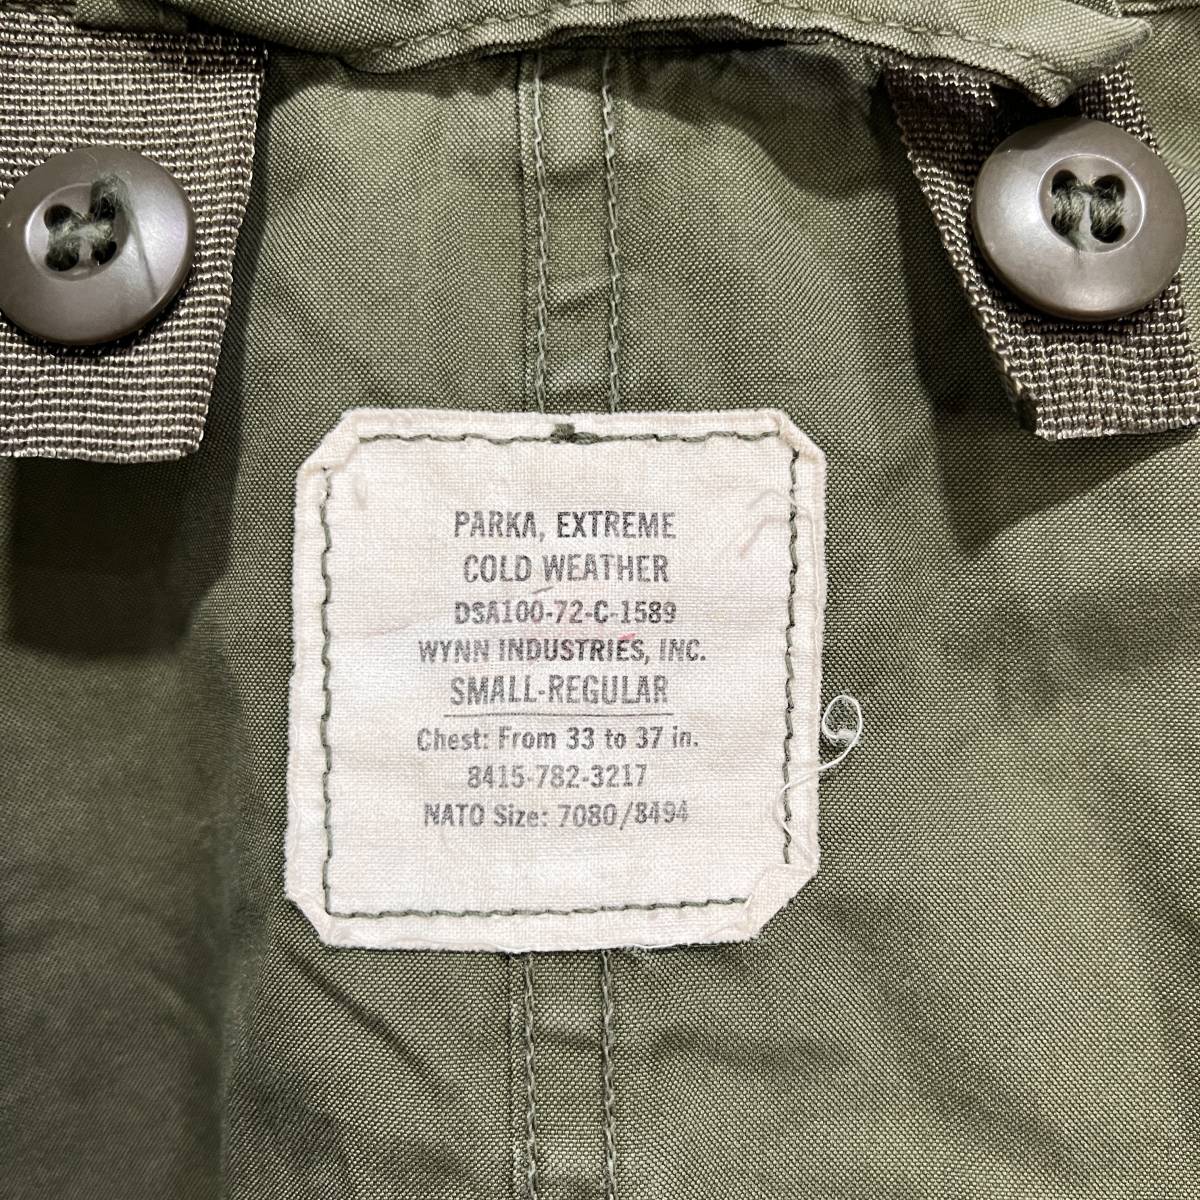 PARKA, EXTREME
COLD WEATHER
DSA100-72-C-1589
WYNN INDUSTRIES, INC.
SMALL-REGULAR
Chest: From 33 to 37 in.
8415-782-3217
NATO Size: 7080/8494